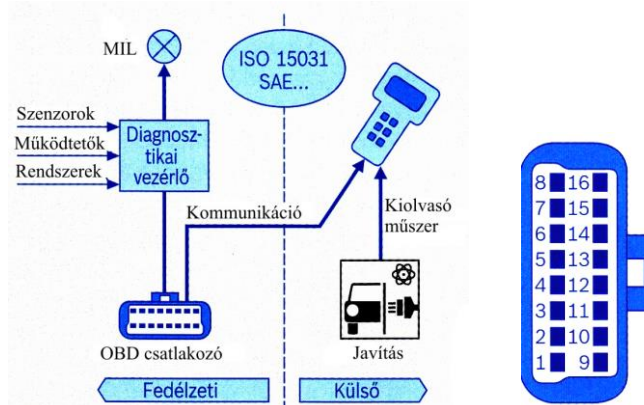 MIL
ISO 15031
SAE...
Szenzorok
Működtetők
Rendszerek
Diagnosz-
tikai
vezérlő
Kommunikáció
Kiolvasó
műszer
OBD csatlakozó
Javítás
Fedélzeti
Külső
8 16
7 15
6 14
5 13
4 12
3 11
2 10
1 9